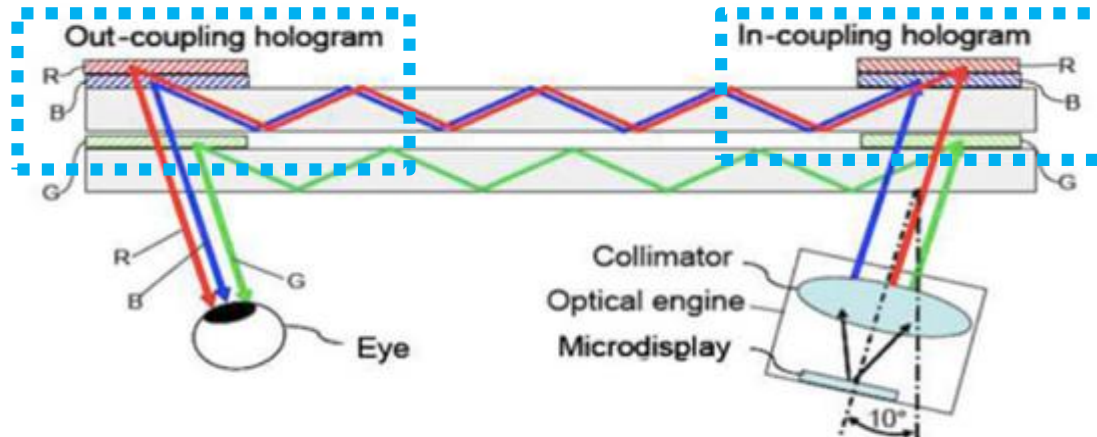 Out-coupling hologram
In-coupling hologram
R
R
B
B
G
G
R
B
G
Eye
Collimator
Optical engine
Microdisplay
10°